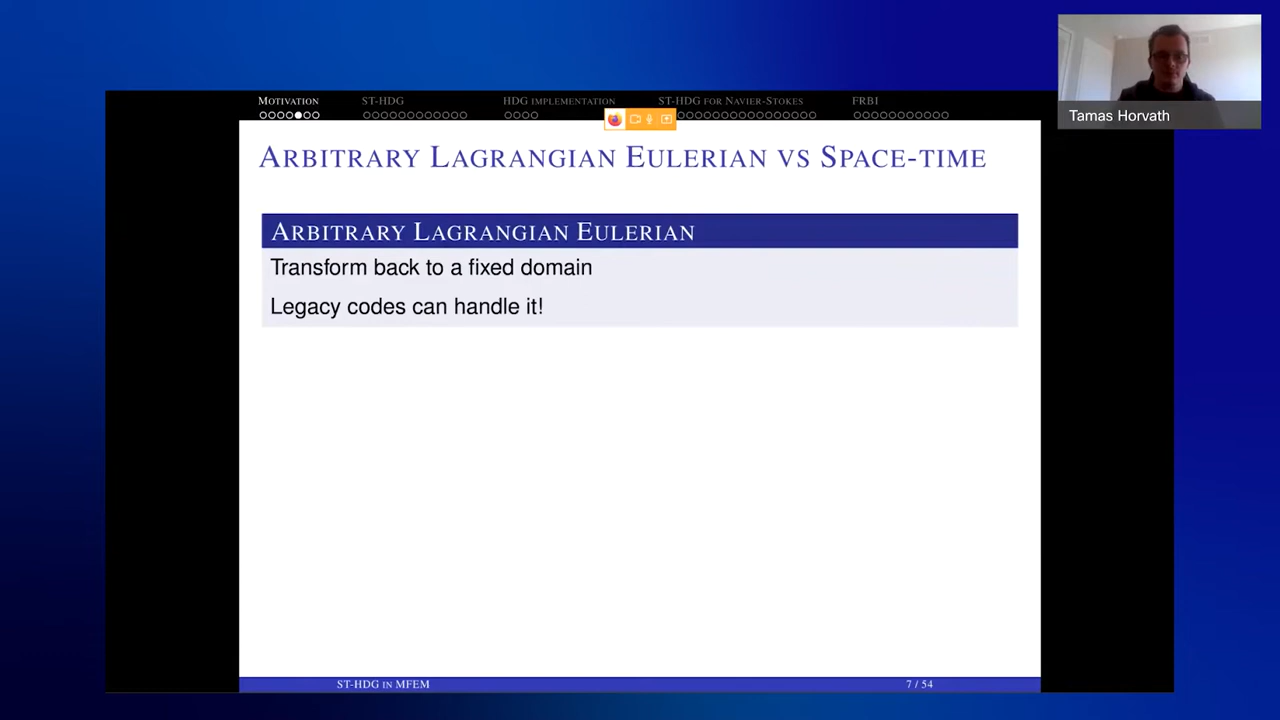 MOTIVATION ST-HDG HDG IMPLEMENTATION ST-HDG FOR NAVIER-STOKES FRBI
Tamas Horvath
ARBITRARY LAGRANGIAN EULERIAN VS SPACE-TIME
ARBITRARY LAGRANGIAN EULERIAN
Transform back to a fixed domain
Legacy codes can handle it!
ST-HDG IN MFEM 7 / 54